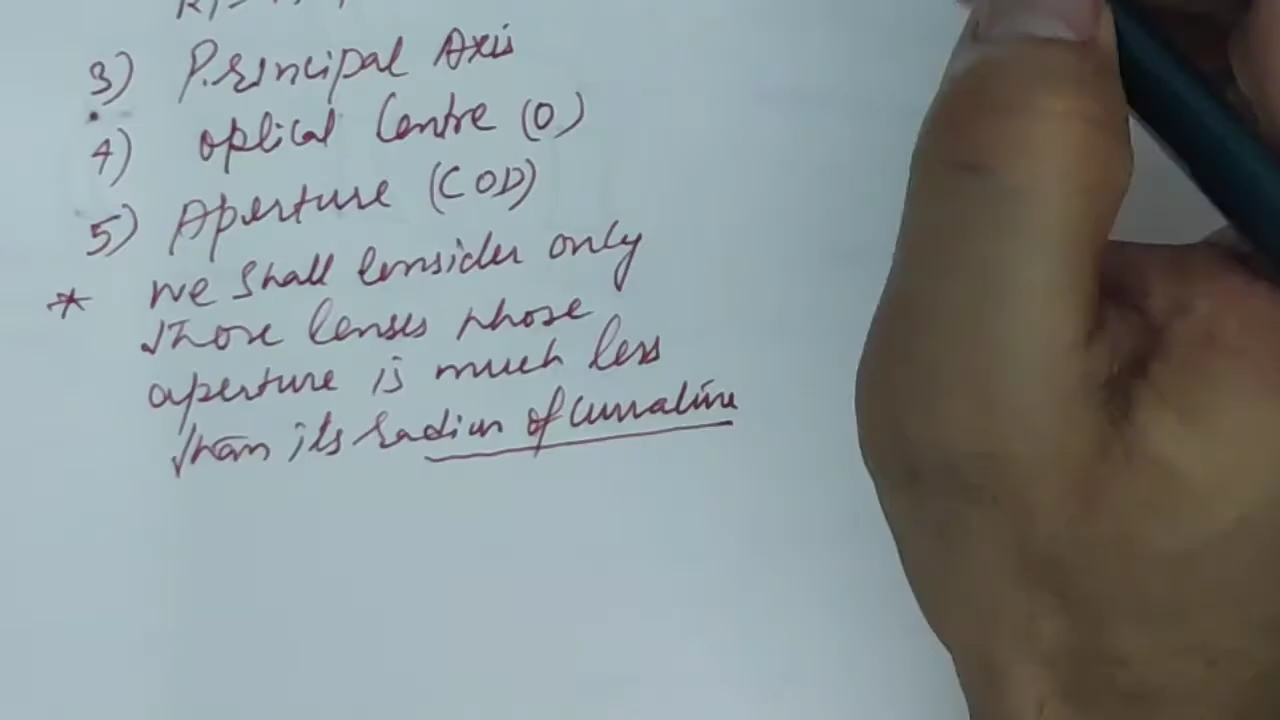 3) Principal Axis
4) optical Centre (O)
5) Aperture (COD)
* we shall consider only
those lenses whose
aperture is much less
than its radius of curvature